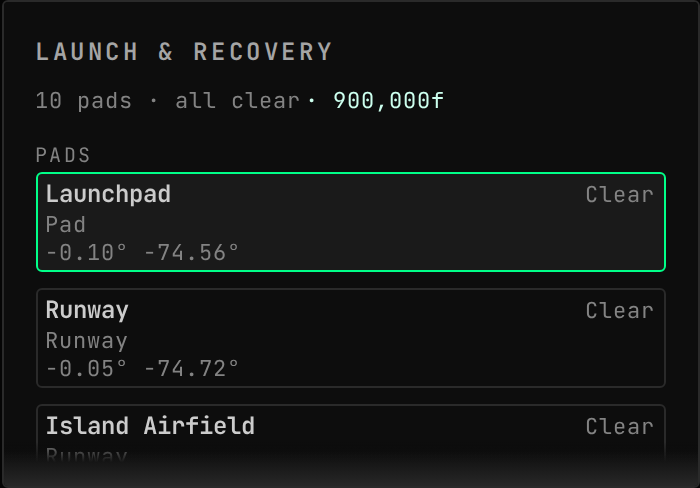 LAUNCH & RECOVERY
10 pads · all clear · 900,000f
PADS
Launchpad Clear
Pad
-0.10° -74.56°
Runway Clear
Runway
-0.05° -74.72°
Island Airfield Clear
Runway